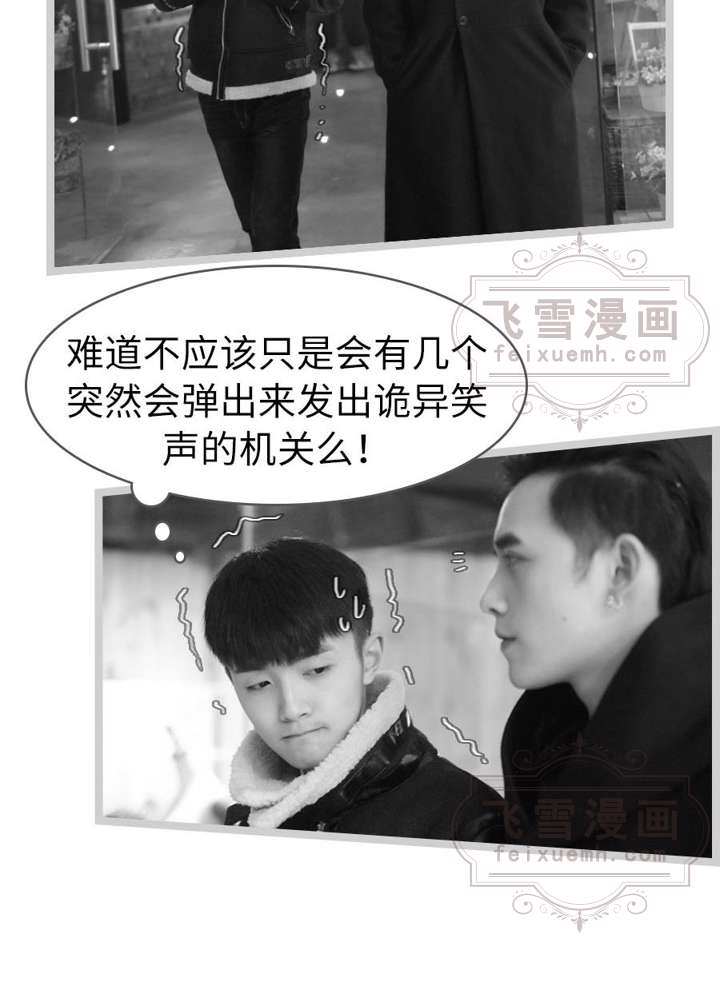 飞雪漫画
feixuemh.com
难道不应该只是会有几个
突然会弹出来发出诡异笑
声的机关么！
飞雪漫画
feixuemh.com